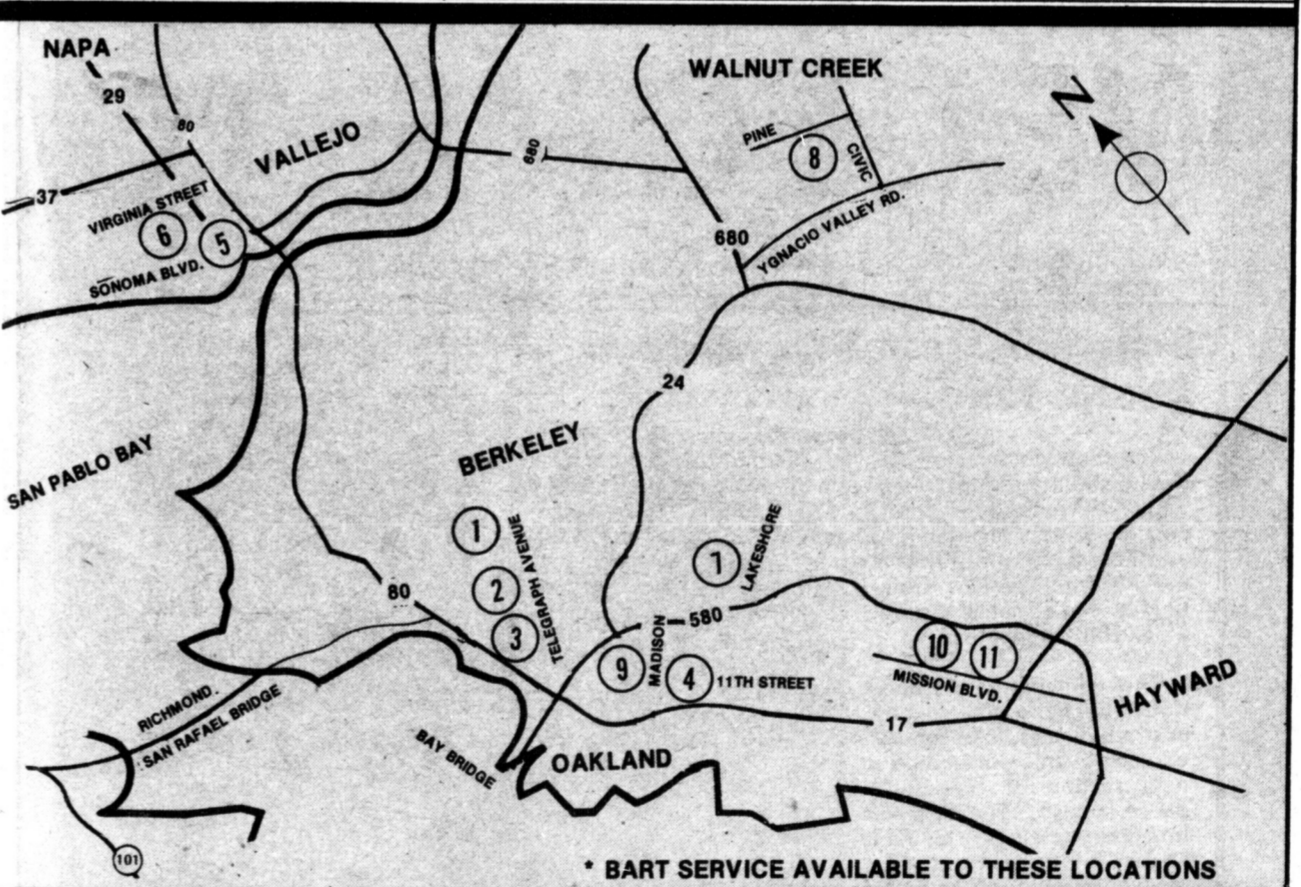 NAPA
29
80
VALLEJO
37
VIRGINIA STREET
6
5
SONOMA BLVD.
680
WALNUT CREEK
PINE
8
CIVIC
680
YGNACIO VALLEY RD.
N
24
SAN PABLO BAY
BERKELEY
1
2
3
TELEGRAPH AVENUE
80
7
LAKESHORE
580
9
MADISON
4
11TH STREET
10
11
MISSION BLVD.
HAYWARD
17
RICHMOND.
SAN RAFAEL BRIDGE
BAY BRIDGE
OAKLAND
101
* BART SERVICE AVAILABLE TO THESE LOCATIONS